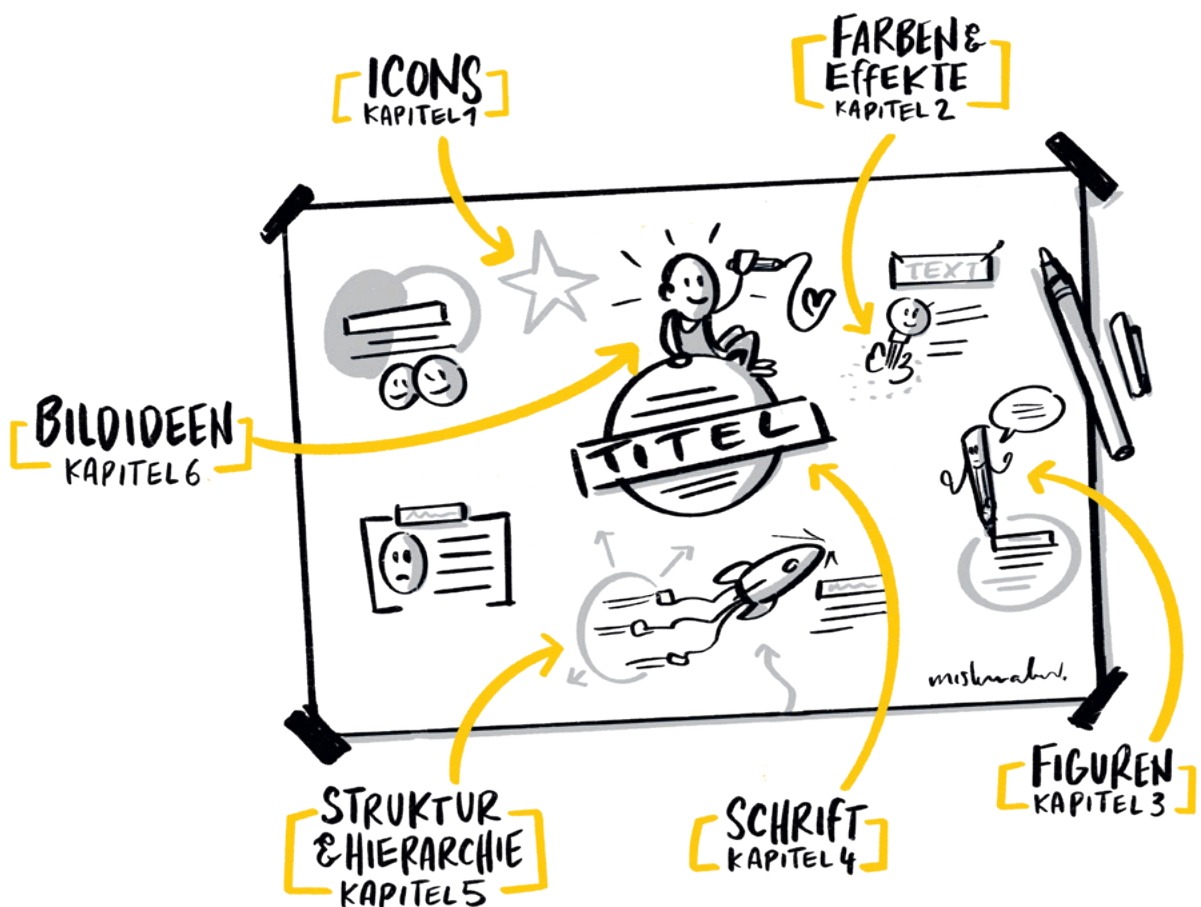 ICONS
KAPITEL 1
FARBEN &
EFFEKTE
KAPITEL 2
TEXT
BILDIDEEN
KAPITEL 6
TITEL
FIGUREN
KAPITEL 3
STRUKTUR
& HIERARCHIE
KAPITEL 5
SCHRIFT
KAPITEL 4